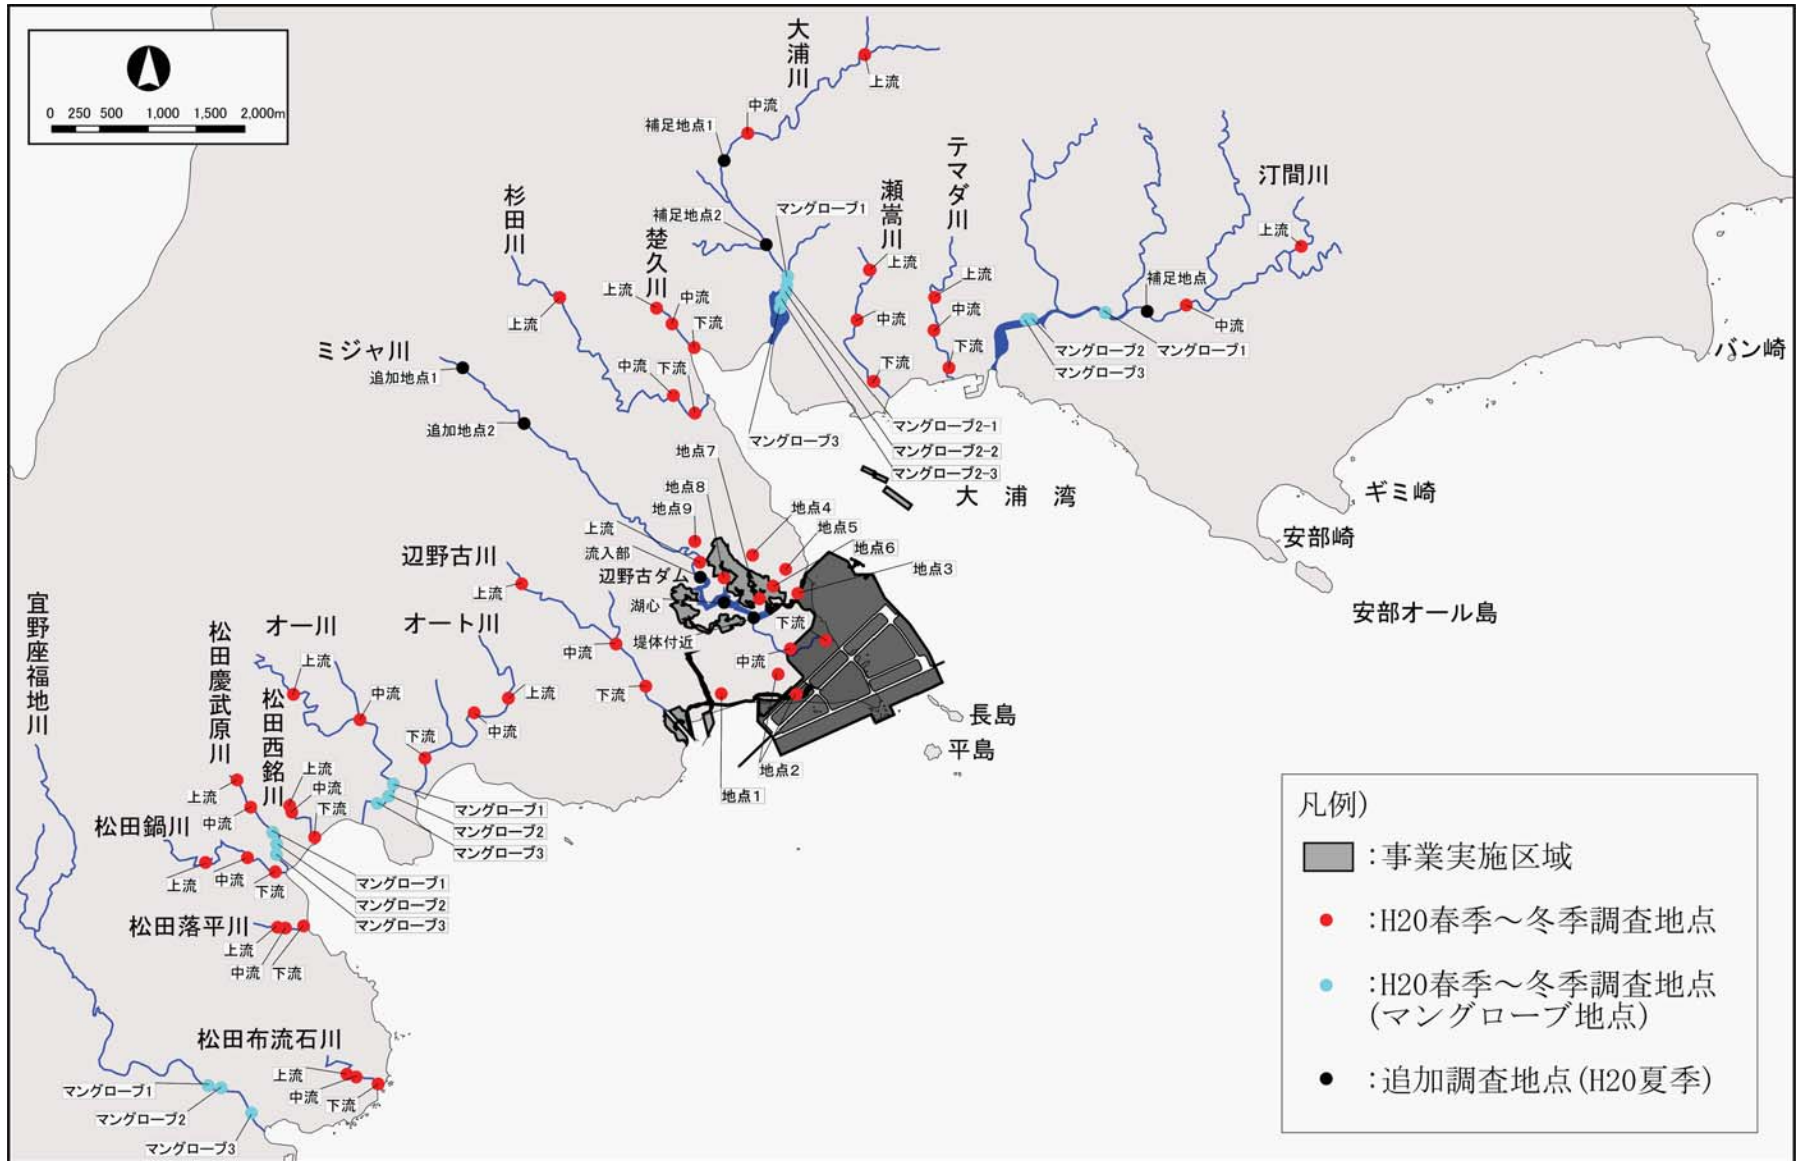 0 250 500 1,000 1,500 2,000m
大浦川
上流
中流
補足地点1
補足地点2
マングローブ1
マングローブ2-1
マングローブ2-2
マングローブ2-3
マングローブ3
瀬嵩川
上流
中流
下流
テマダ川
上流
中流
下流
汀間川
上流
中流
補足地点
マングローブ1
マングローブ2
マングローブ3
杉田川
上流
中流
下流
楚久川
上流
中流
下流
ミジャ川
追加地点1
追加地点2
バン崎
ギミ崎
安部崎
安部オール島
大浦湾
地点7
地点8
地点9
地点4
地点5
地点6
地点3
上流
流入部
辺野古ダム
湖心
堤体付近
下流
中流
地点2
地点1
長島
平島
辺野古川
上流
中流
下流
オート川
上流
中流
下流
オー川
上流
中流
マングローブ1
マングローブ2
マングローブ3
松田西銘川
上流
中流
下流
松田慶武原川
上流
中流
マングローブ1
マングローブ2
マングローブ3
松田鍋川
上流
中流
下流
松田落平川
上流
中流
下流
宜野座福地川
マングローブ1
マングローブ2
マングローブ3
松田布流石川
上流
中流
下流
凡例)
:事業実施区域
:H20春季～冬季調査地点
:H20春季～冬季調査地点
(マングローブ地点)
:追加調査地点(H20夏季)